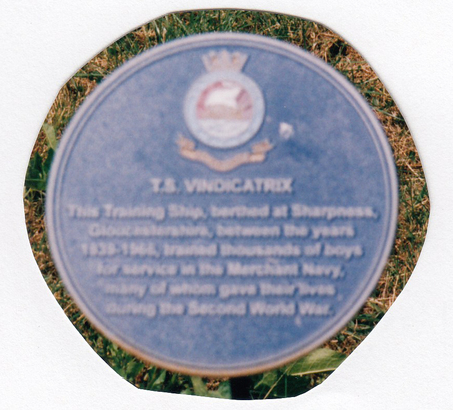 T.S. VINDICATRIX
This Training Ship, berthed at Sharpness,
Gloucestershire, between the years
1939-1966, trained thousands of boys
for service in the Merchant Navy,
many of whom gave their lives
during the Second World War.